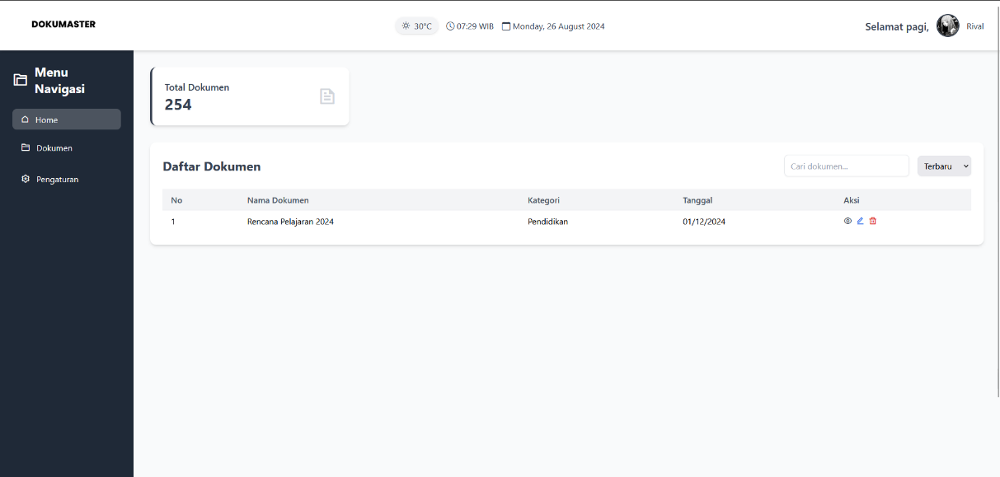 DOKUMASTER
30°C 07:29 WIB Monday, 26 August 2024
Selamat pagi, Rival
Menu
Navigasi
Home
Dokumen
Pengaturan
Total Dokumen
254
Daftar Dokumen
Cari dokumen...
Terbaru
No Nama Dokumen Kategori Tanggal Aksi
1 Rencana Pelajaran 2024 Pendidikan 01/12/2024